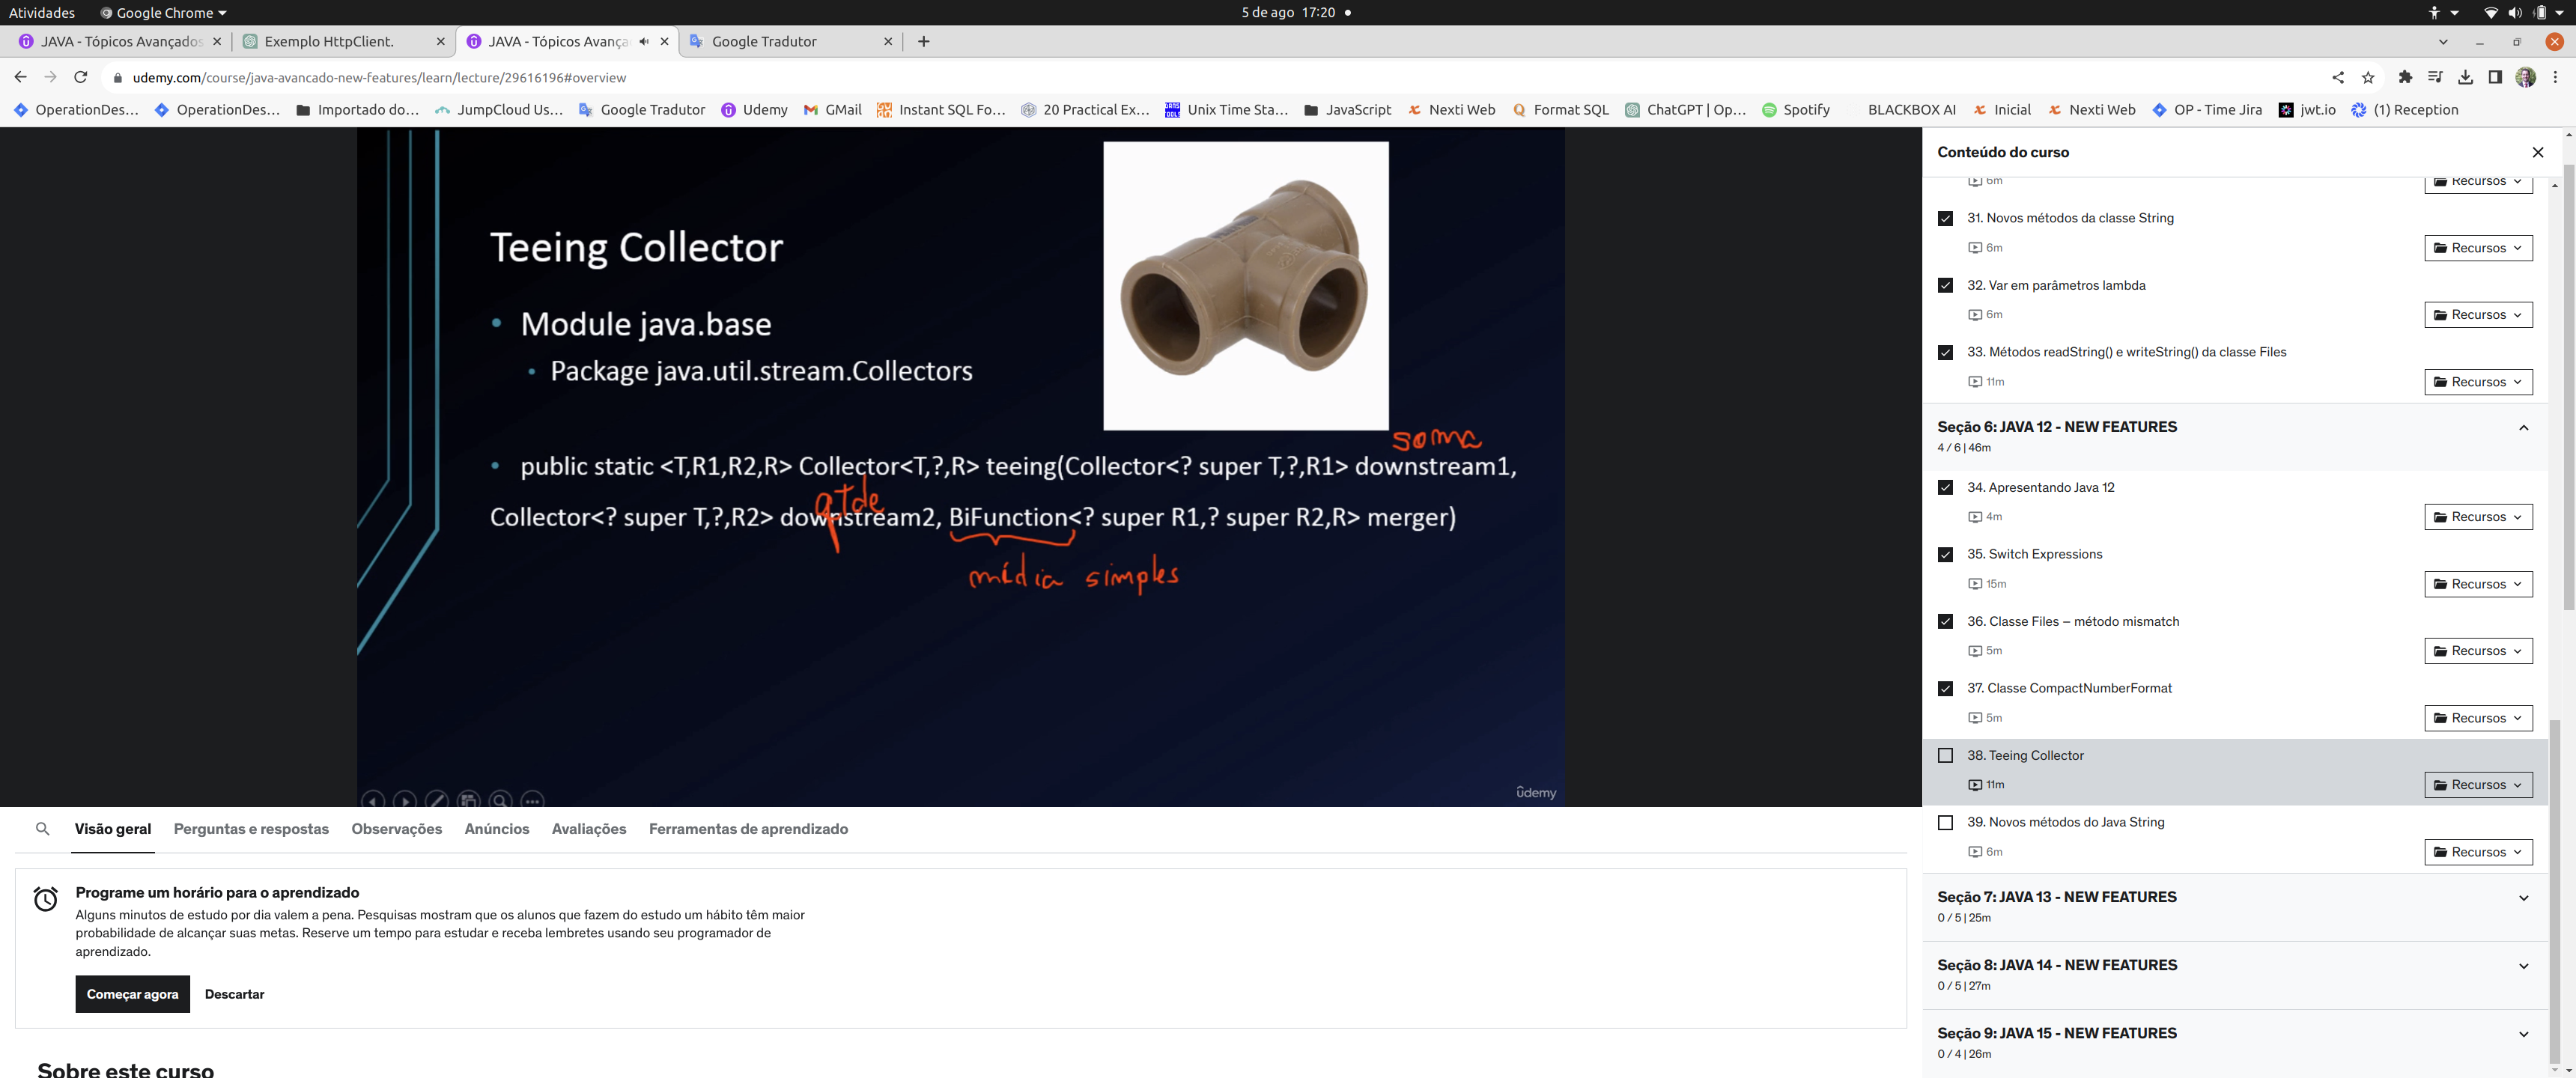 Atividades Google Chrome 5 de ago 17:20
JAVA - Tópicos Avançados Exemplo HttpClient. JAVA - Tópicos Avança Google Tradutor
udemy.com/course/java-avancado-new-features/learn/lecture/29616196#overview
OperationDes... OperationDes... Importado do... JumpCloud Us... Google Tradutor Udemy GMail Instant SQL Fo... 20 Practical Ex... Unix Time Sta... JavaScript Nexti Web Format SQL ChatGPT | Op... Spotify BLACKBOX AI Inicial Nexti Web OP - Time Jira jwt.io (1) Reception
Teeing Collector
• Module java.base
• Package java.util.stream.Collectors
soma
• public static <T,R1,R2,R> Collector<T,?,R> teeing(Collector<? super T,?,R1> downstream1,
qtde
Collector<? super T,?,R2> downstream2, BiFunction<? super R1,? super R2,R> merger)
média simples
ûdemy
Visão geral Perguntas e respostas Observações Anúncios Avaliações Ferramentas de aprendizado
Programe um horário para o aprendizado
Alguns minutos de estudo por dia valem a pena. Pesquisas mostram que os alunos que fazem do estudo um hábito têm maior
probabilidade de alcançar suas metas. Reserve um tempo para estudar e receba lembretes usando seu programador de
aprendizado.
Começar agora Descartar
Sobre este curso
Conteúdo do curso
6m Recursos
31. Novos métodos da classe String
6m Recursos
32. Var em parâmetros lambda
6m Recursos
33. Métodos readString() e writeString() da classe Files
11m Recursos
Seção 6: JAVA 12 - NEW FEATURES
4 / 6 | 46m
34. Apresentando Java 12
4m Recursos
35. Switch Expressions
15m Recursos
36. Classe Files – método mismatch
5m Recursos
37. Classe CompactNumberFormat
5m Recursos
38. Teeing Collector
11m Recursos
39. Novos métodos do Java String
6m Recursos
Seção 7: JAVA 13 - NEW FEATURES
0 / 5 | 25m
Seção 8: JAVA 14 - NEW FEATURES
0 / 5 | 27m
Seção 9: JAVA 15 - NEW FEATURES
0 / 4 | 26m